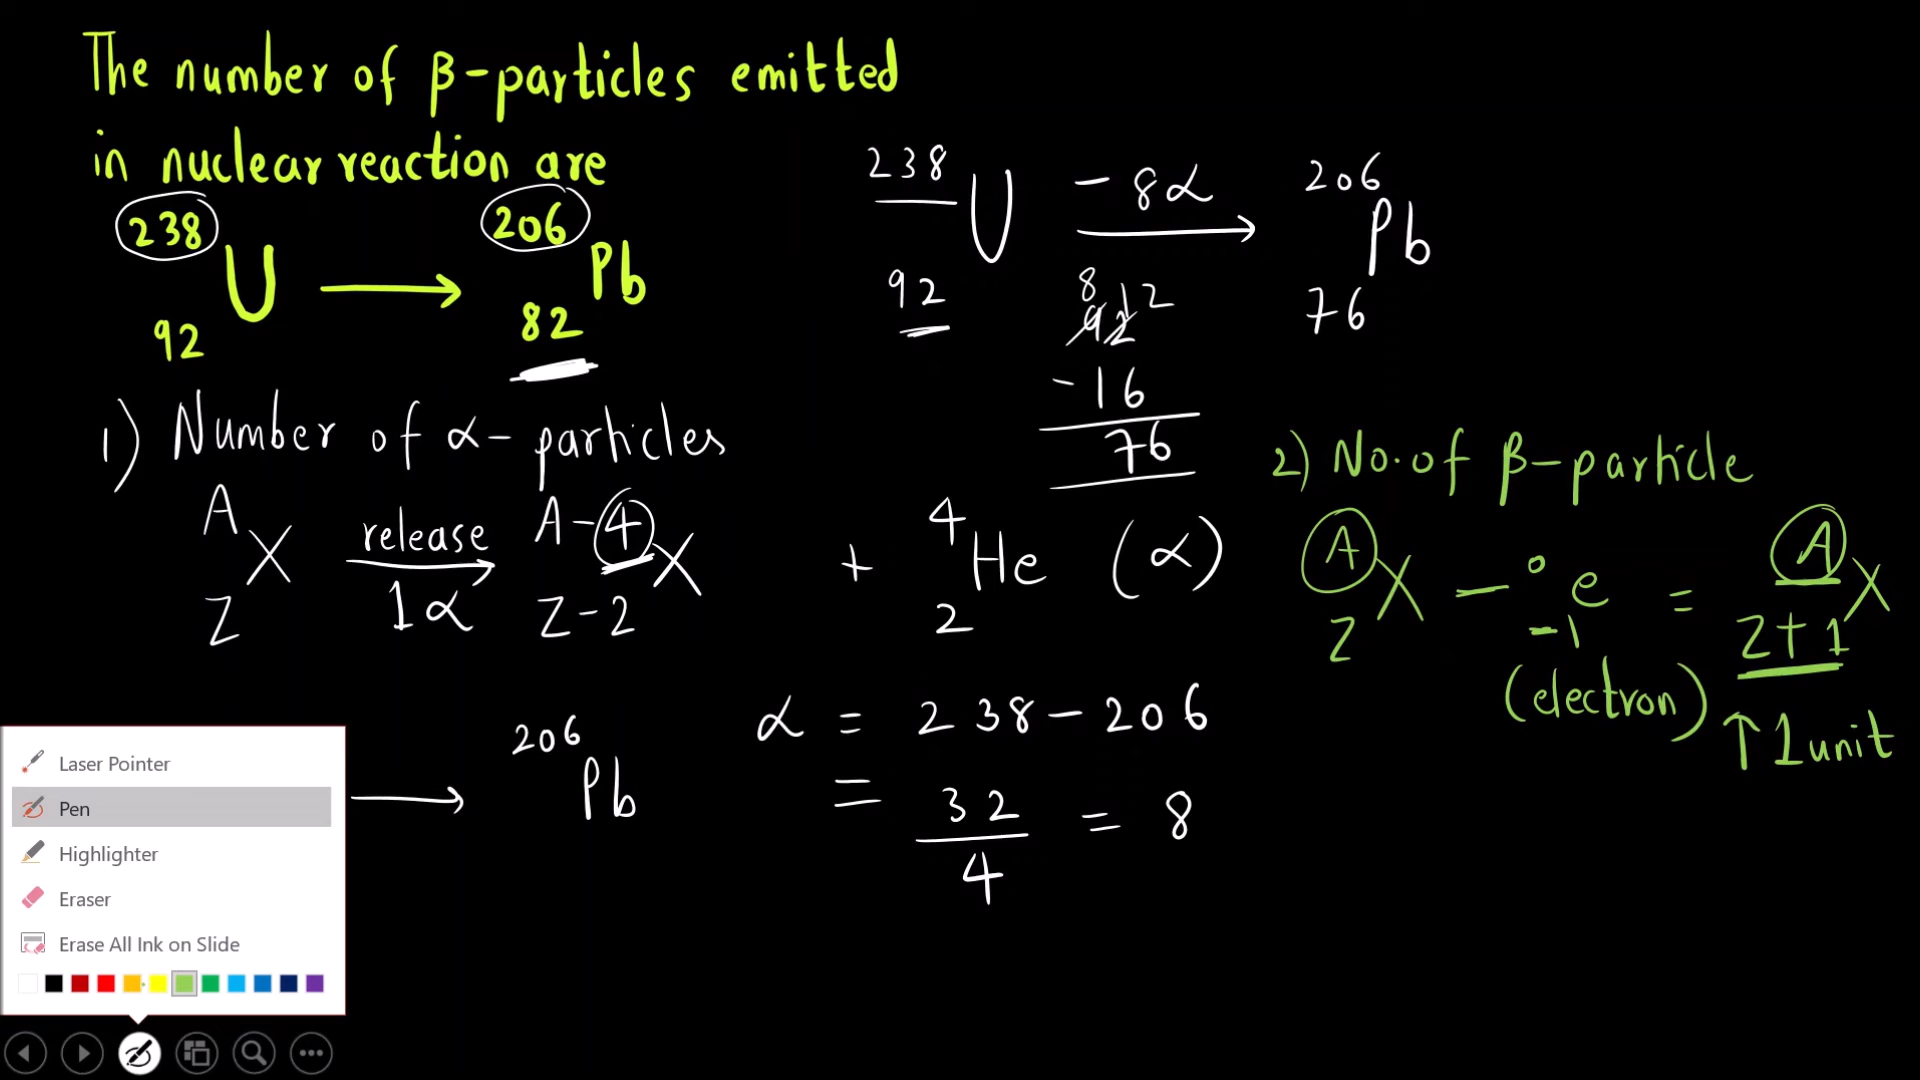 The number of β-particles emitted
in nuclear reaction are
238 U 92 → 206 Pb 82
238 U 92 - 8α → 206 Pb 76
8 12
92
- 16
76
1) Number of α- particles
A X Z release 1α → A-4 X Z-2 + 4 He 2 (α)
→ 206 Pb
α = 238 - 206
= 32/4 = 8
2) No. of β-particle
A X Z - 0 e -1 = A X Z+1
(electron) ↑ 1 unit
Laser Pointer
Pen
Highlighter
Eraser
Erase All Ink on Slide